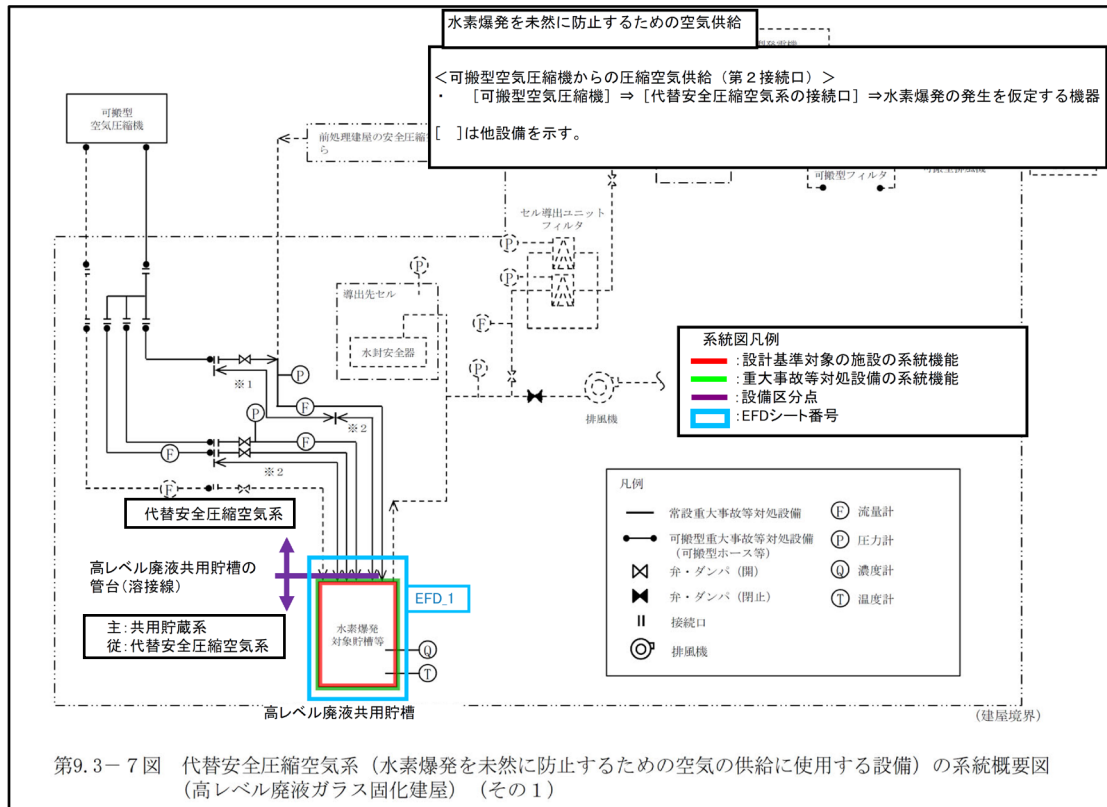 水素爆発を未然に防止するための空気供給
＜可搬型空気圧縮機からの圧縮空気供給（第２接続口）＞
・　［可搬型空気圧縮機］⇒［代替安全圧縮空気系の接続口］⇒水素爆発の発生を仮定する機器
［　］は他設備を示す。
可搬型
空気圧縮機
前処理建屋の安全圧縮
ら
可搬型フィルタ
セル導出ユニット
フィルタ
P
P
P
導出先セル
水封安全器
F
P
排風機
系統図凡例
：設計基準対象の施設の系統機能
：重大事故等対処設備の系統機能
：設備区分点
：EFDシート番号
※1
P
F
※2
P
F
F
※2
F
代替安全圧縮空気系
高レベル廃液共用貯槽の
管台（溶接線）
主：共用貯蔵系
従：代替安全圧縮空気系
EFD_1
水素爆発
対象貯槽等
Q
T
高レベル廃液共用貯槽
凡例
常設重大事故等対処設備
可搬型重大事故等対処設備
（可搬型ホース等）
弁・ダンパ（開）
弁・ダンパ（閉止）
接続口
排風機
F 流量計
P 圧力計
Q 濃度計
T 温度計
（建屋境界）
第9.3－7図　代替安全圧縮空気系（水素爆発を未然に防止するための空気の供給に使用する設備）の系統概要図
（高レベル廃液ガラス固化建屋）（その１）